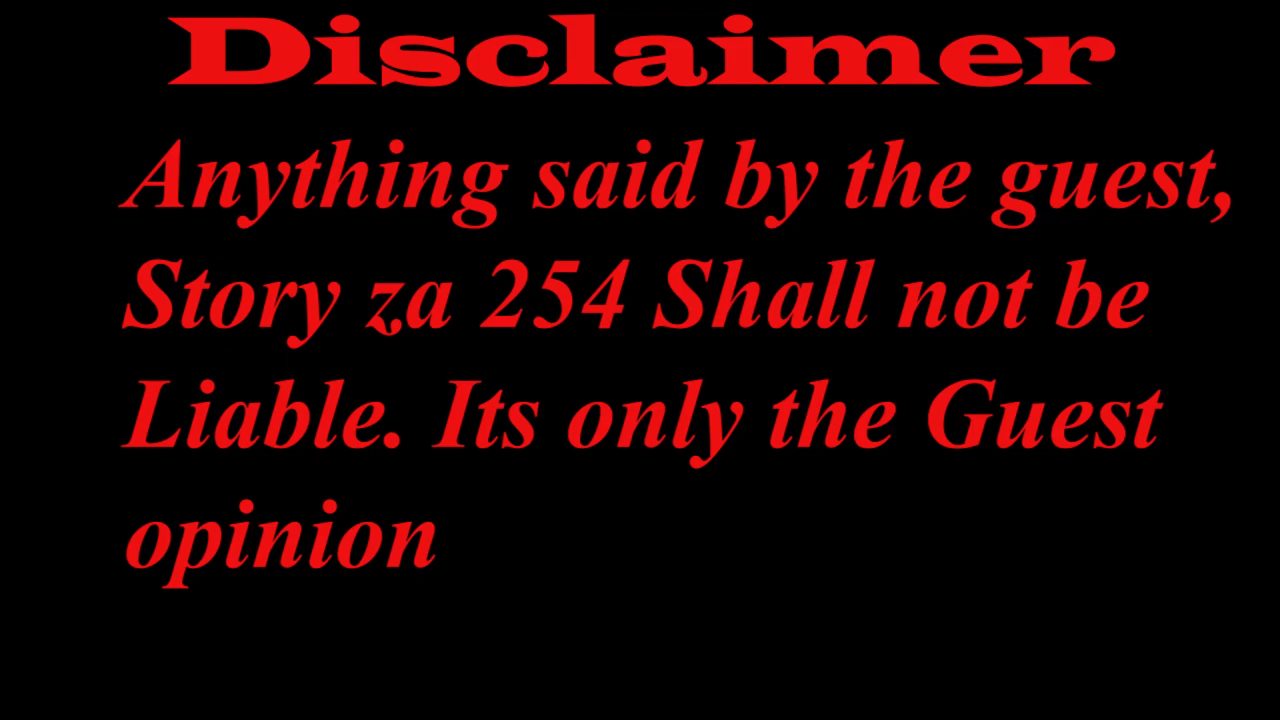 Disclaimer
Anything said by the guest,
Story za 254 Shall not be
Liable. Its only the Guest
opinion